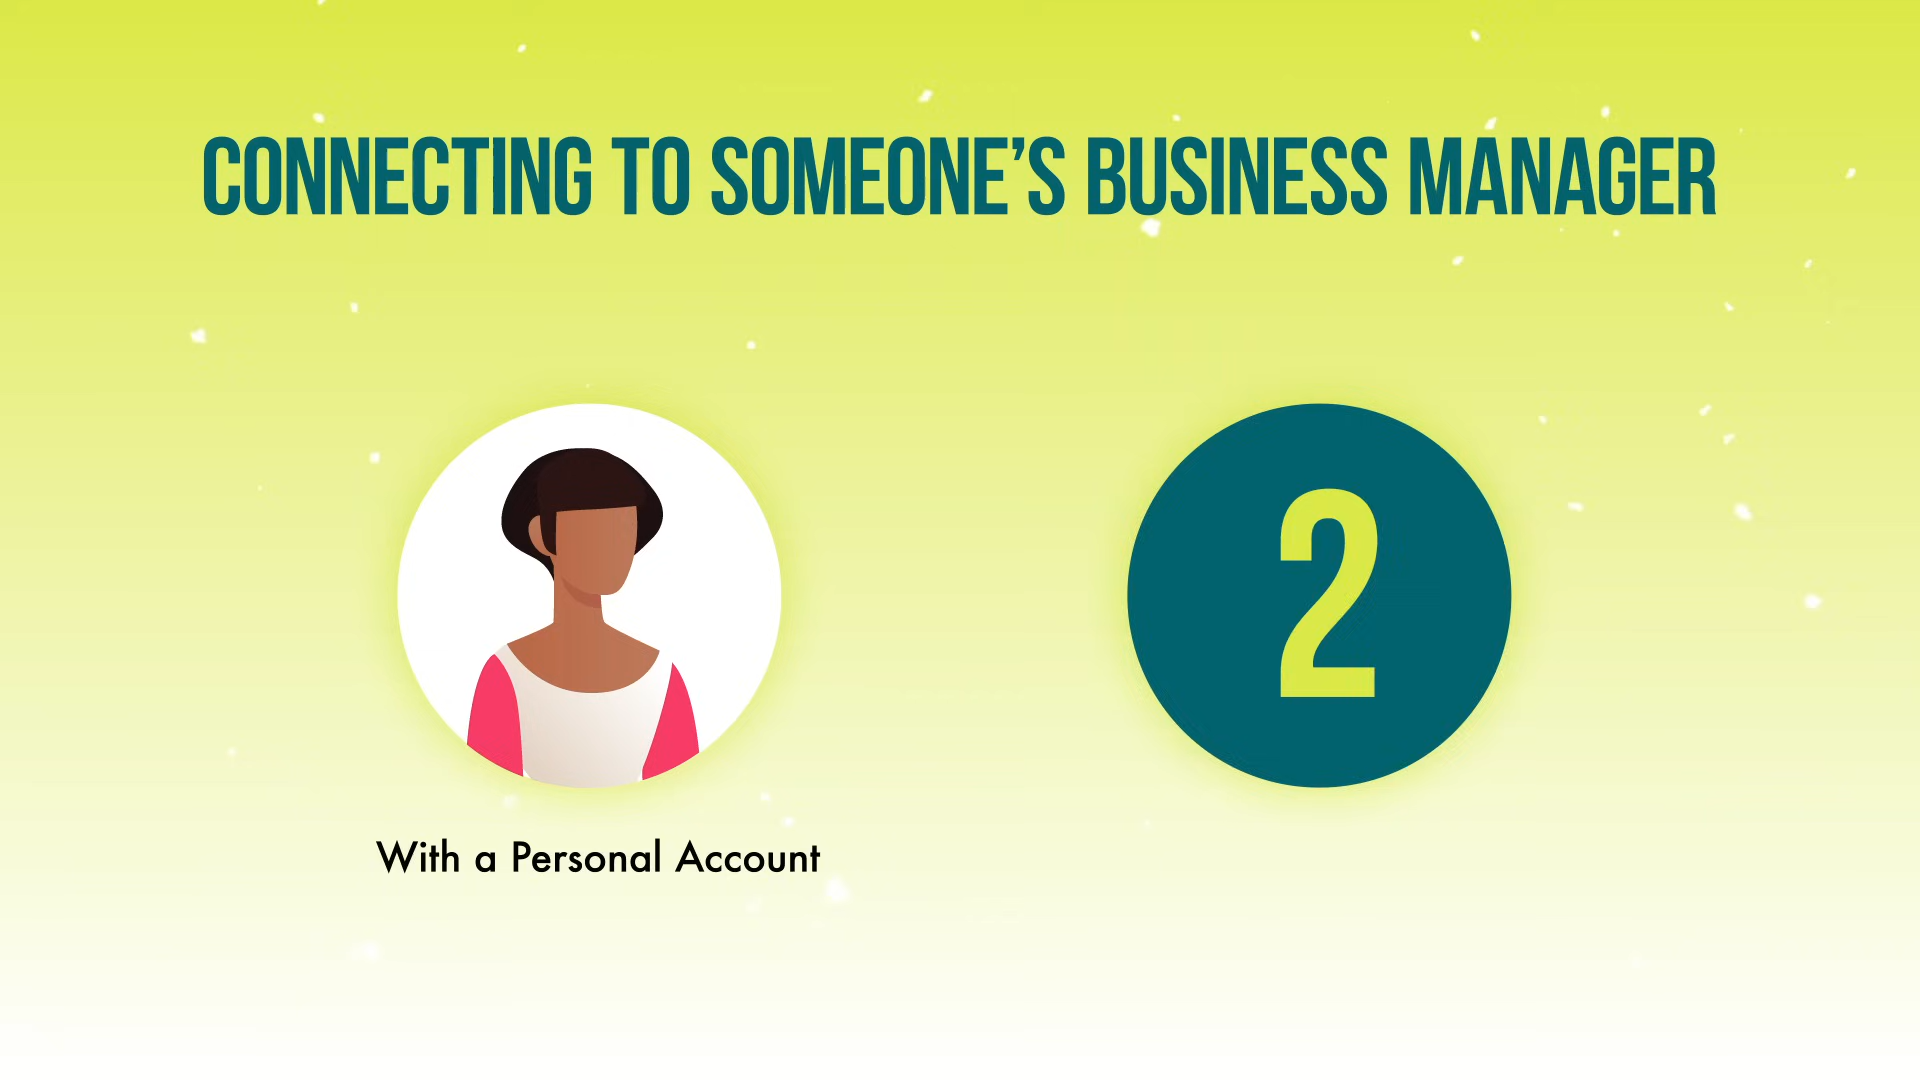 CONNECTING TO SOMEONE’S BUSINESS MANAGER
2
With a Personal Account